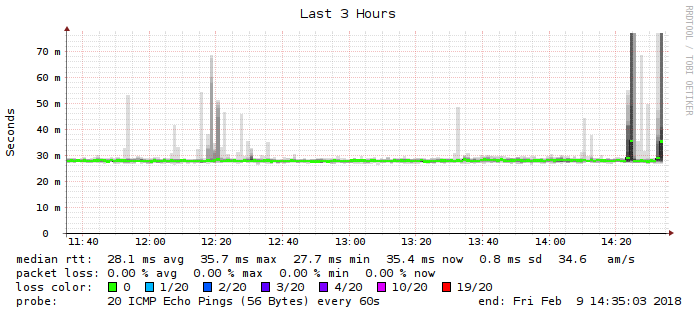 Last 3 Hours
RRDTOOL / TOBI OETIKER
Seconds
70 m
60 m
50 m
40 m
30 m
20 m
10 m
0
11:40 12:00 12:20 12:40 13:00 13:20 13:40 14:00 14:20
median rtt: 28.1 ms avg 35.7 ms max 27.7 ms min 35.4 ms now 0.8 ms sd 34.6 am/s
packet loss: 0.00 % avg 0.00 % max 0.00 % min 0.00 % now
loss color: 0 1/20 2/20 3/20 4/20 10/20 19/20
probe: 20 ICMP Echo Pings (56 Bytes) every 60s end: Fri Feb 9 14:35:03 2018